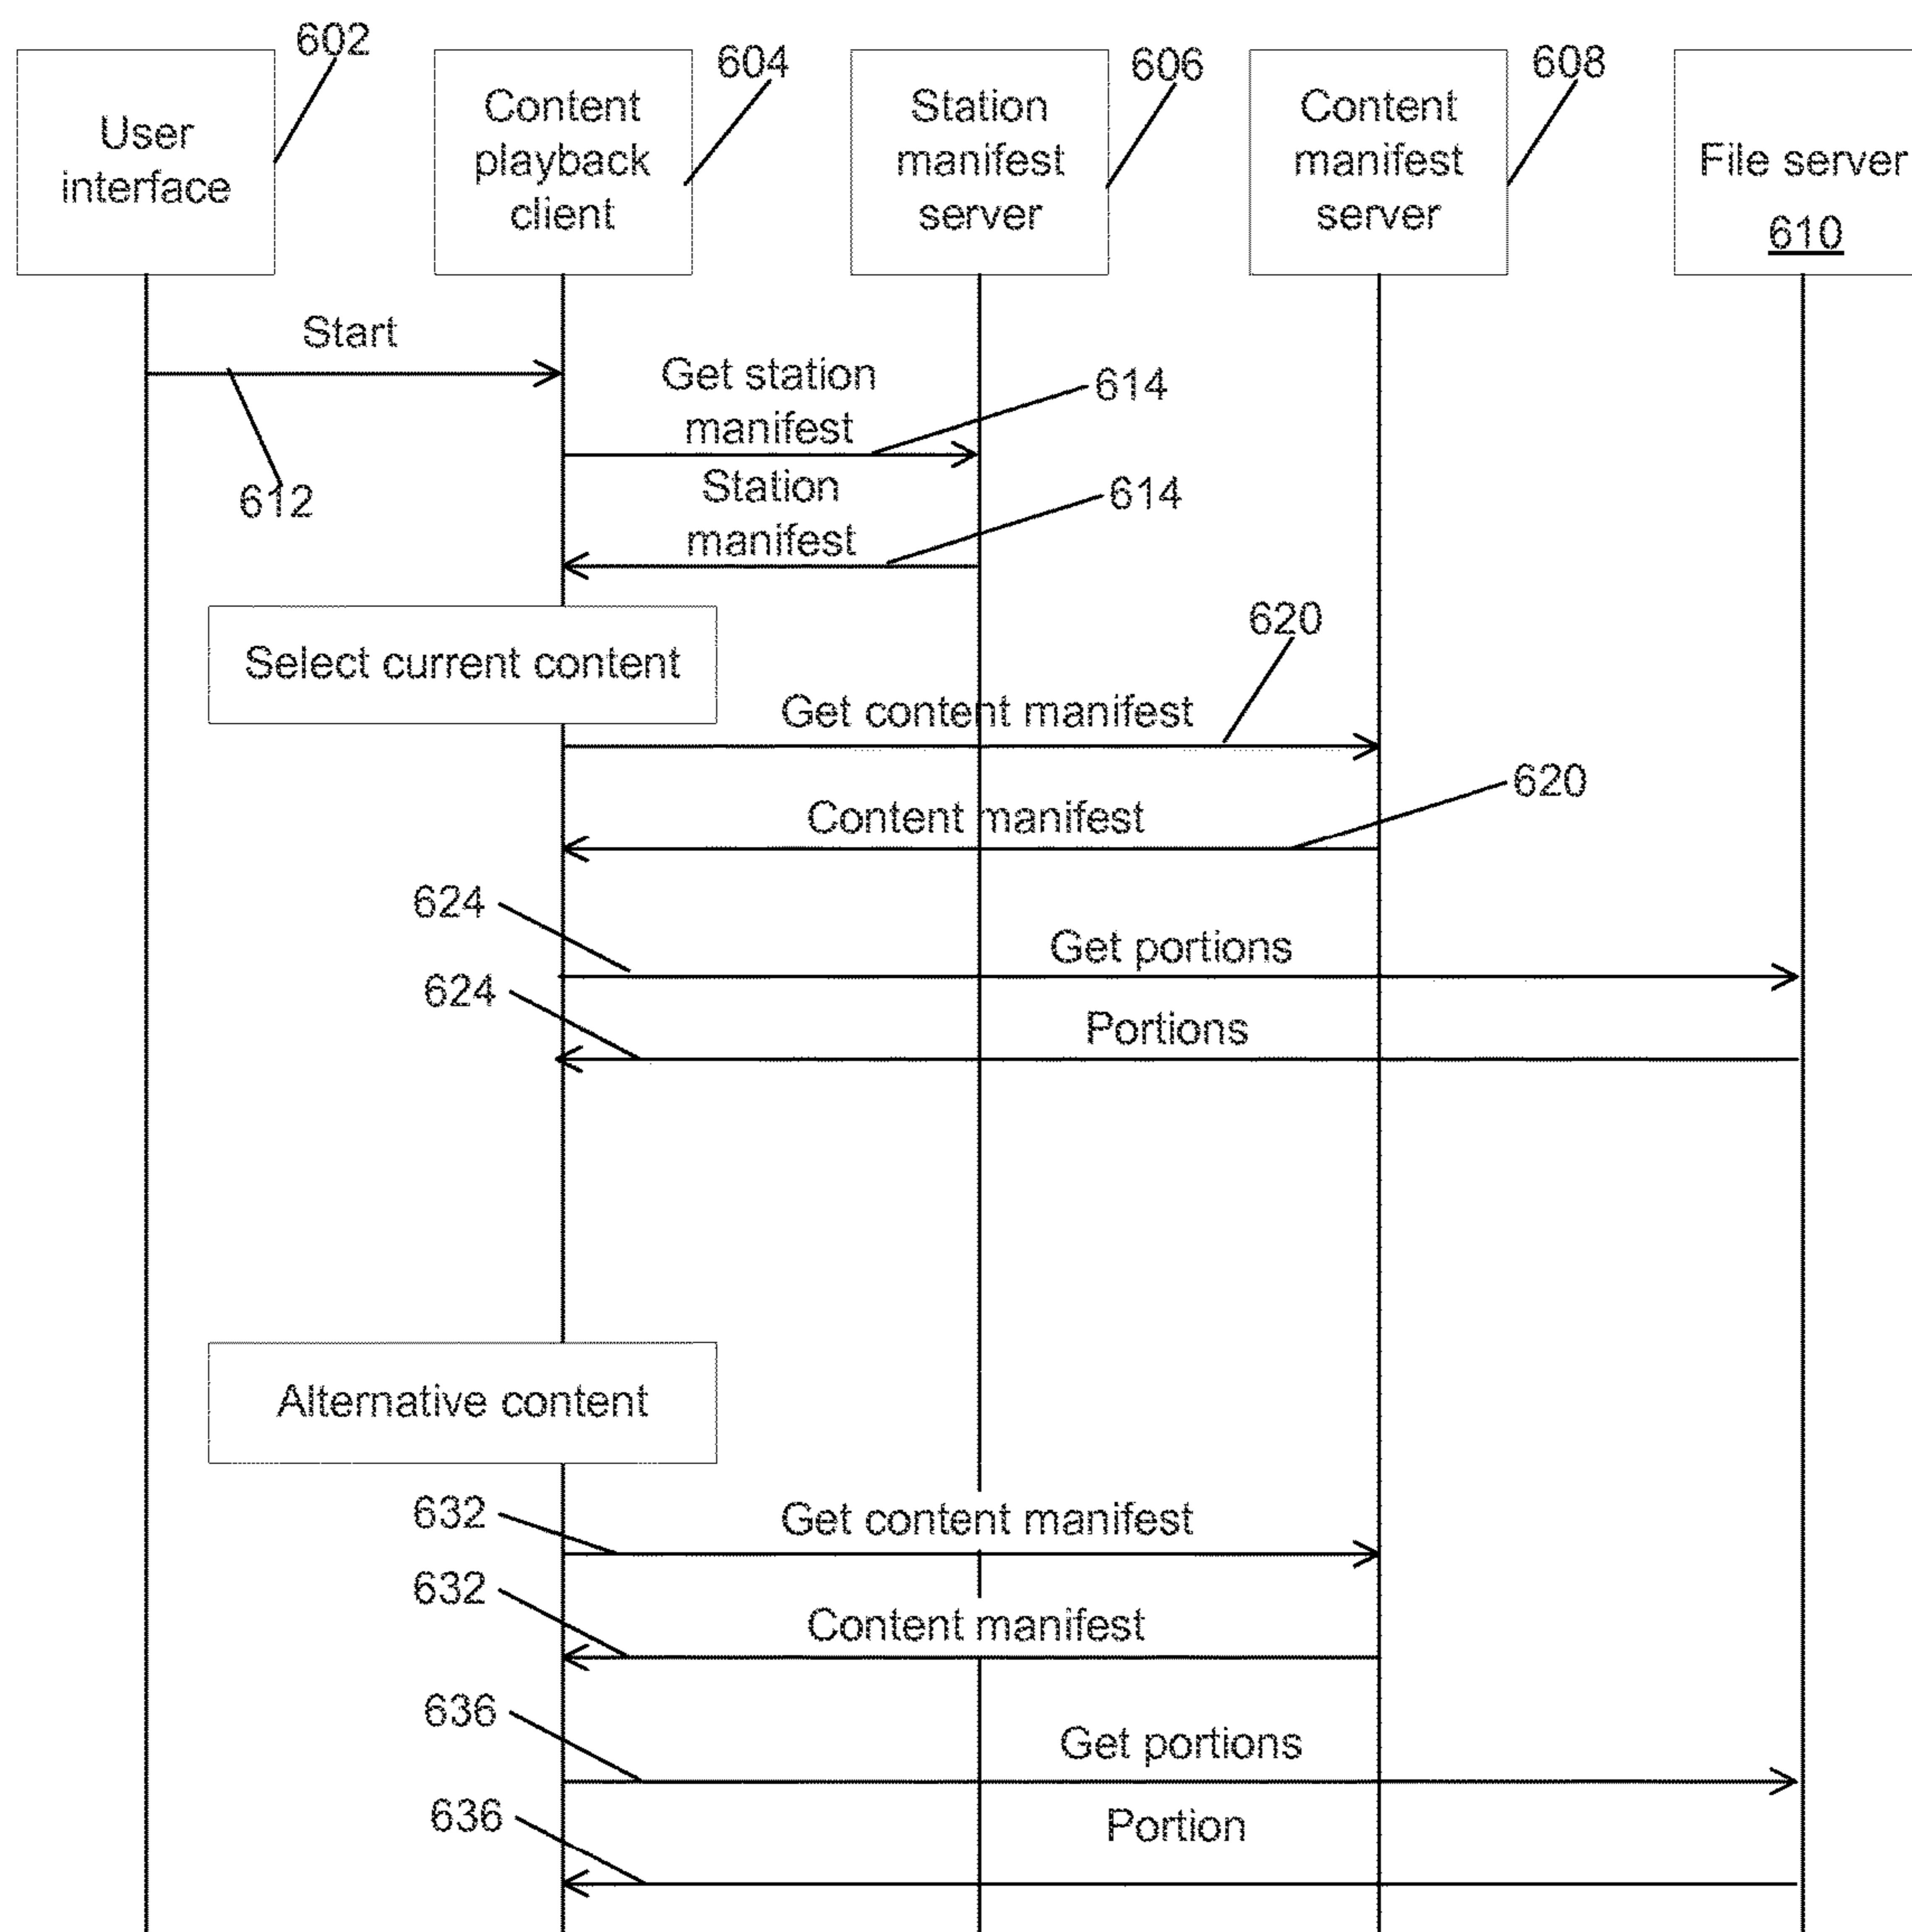 602
604
606
608
User
interface
Content
playback
client
Station
manifest
server
Content
manifest
server
File server
610
Start
612
Get station
manifest
614
Station
manifest
614
Select current content
620
Get content manifest
620
Content manifest
624
Get portions
624
Portions
Alternative content
632
Get content manifest
632
Content manifest
636
Get portions
636
Portion